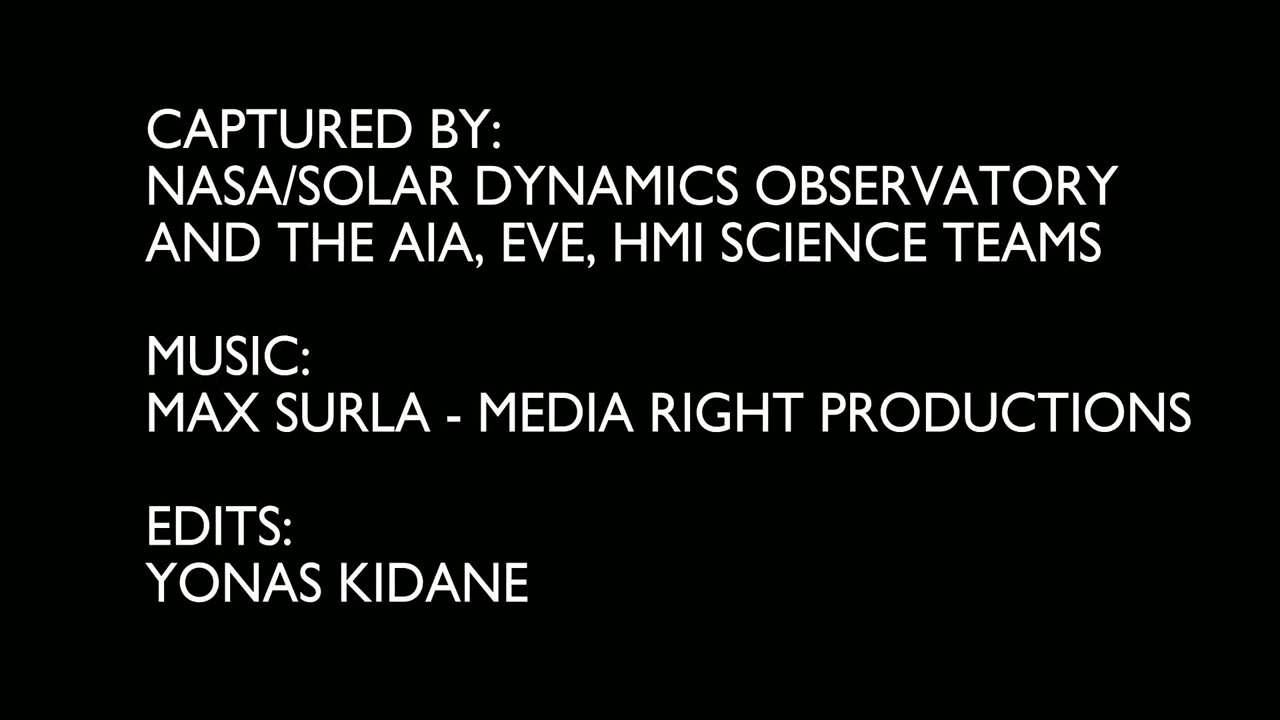 CAPTURED BY:
NASA/SOLAR DYNAMICS OBSERVATORY
AND THE AIA, EVE, HMI SCIENCE TEAMS
MUSIC:
MAX SURLA - MEDIA RIGHT PRODUCTIONS
EDITS:
YONAS KIDANE